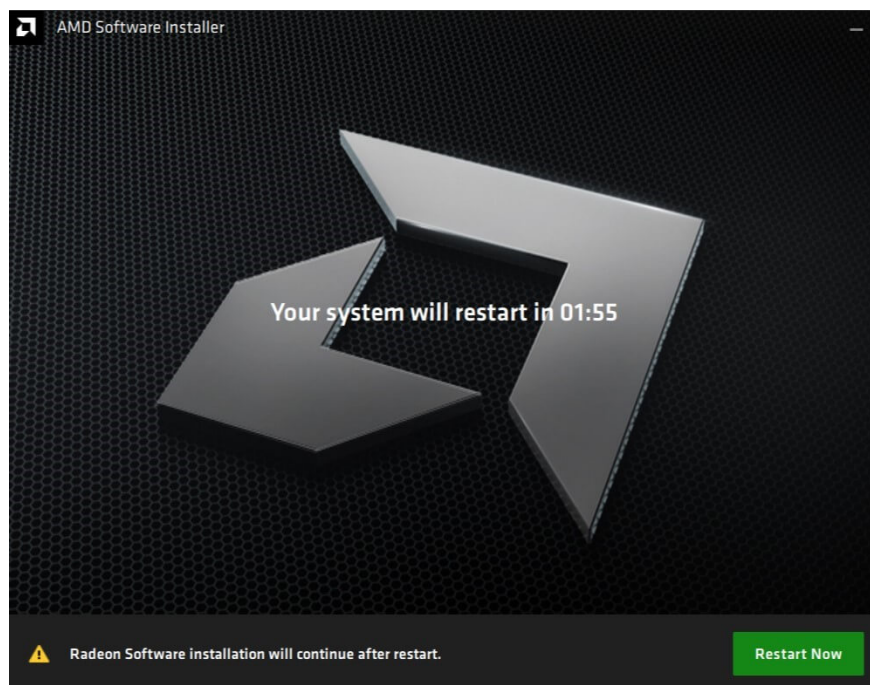 AMD Software Installer
Your system will restart in 01:55
Radeon Software installation will continue after restart.
Restart Now